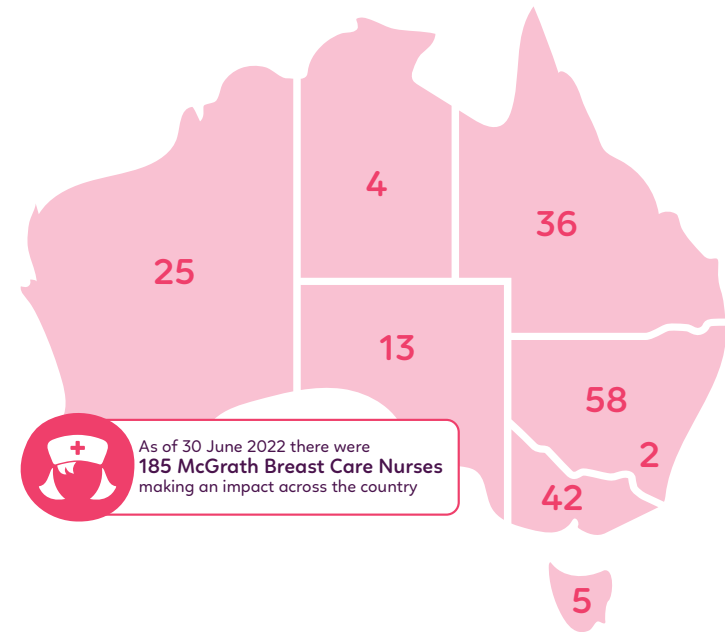 4
36
25
13
58
2
As of 30 June 2022 there were
185 McGrath Breast Care Nurses
making an impact across the country
42
5